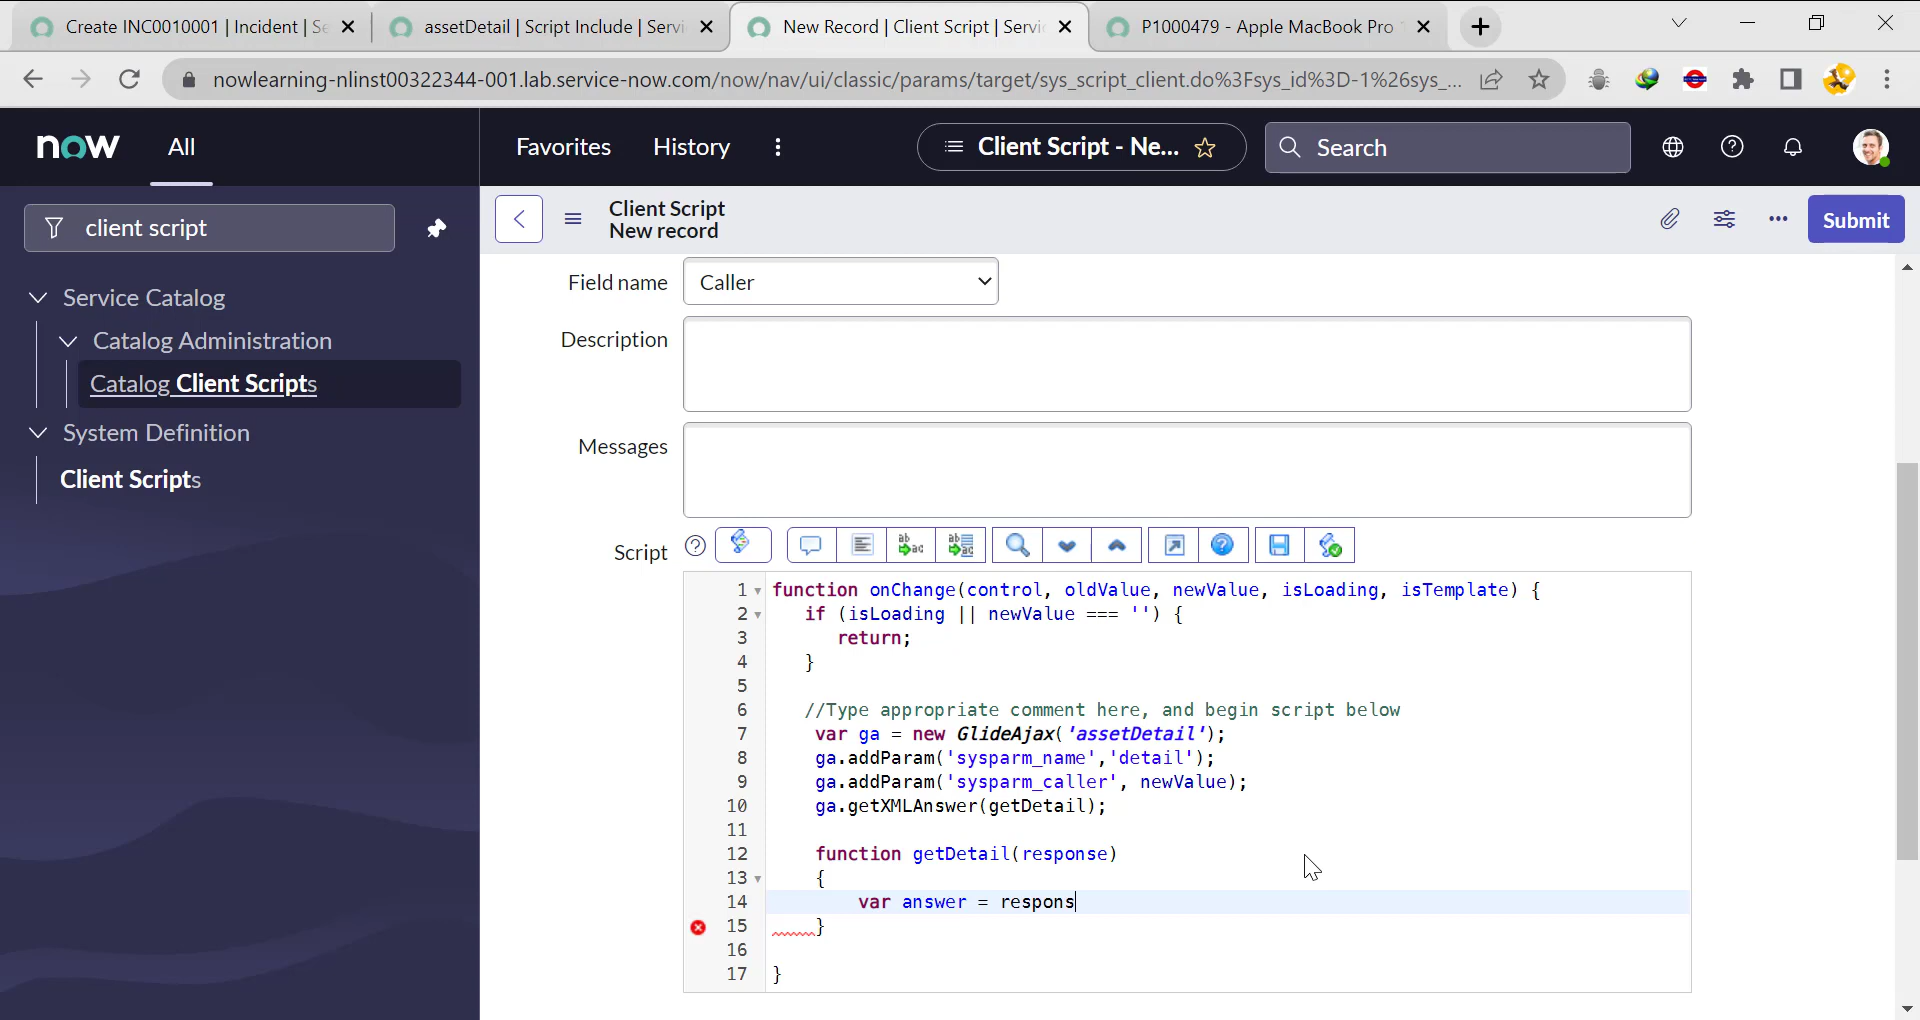 Create INC0010001 | Incident | Se
assetDetail | Script Include | Servi
New Record | Client Script | Servi
P1000479 - Apple MacBook Pro 1
nowlearning-nlinst00322344-001.lab.service-now.com/now/nav/ui/classic/params/target/sys_script_client.do%3Fsys_id%3D-1%26sys_...
now
All
Favorites
History
Client Script - Ne...
Search
client script
Client Script
New record
Submit
Service Catalog
Catalog Administration
Catalog Client Scripts
System Definition
Client Scripts
Field name
Caller
Description
Messages
Script
1 function onChange(control, oldValue, newValue, isLoading, isTemplate) {
2 if (isLoading || newValue === '') {
3 return;
4 }
5
6 //Type appropriate comment here, and begin script below
7 var ga = new GlideAjax('assetDetail');
8 ga.addParam('sysparm_name','detail');
9 ga.addParam('sysparm_caller', newValue);
10 ga.getXMLAnswer(getDetail);
11
12 function getDetail(response)
13 {
14 var answer = respons
15 }
16
17 }